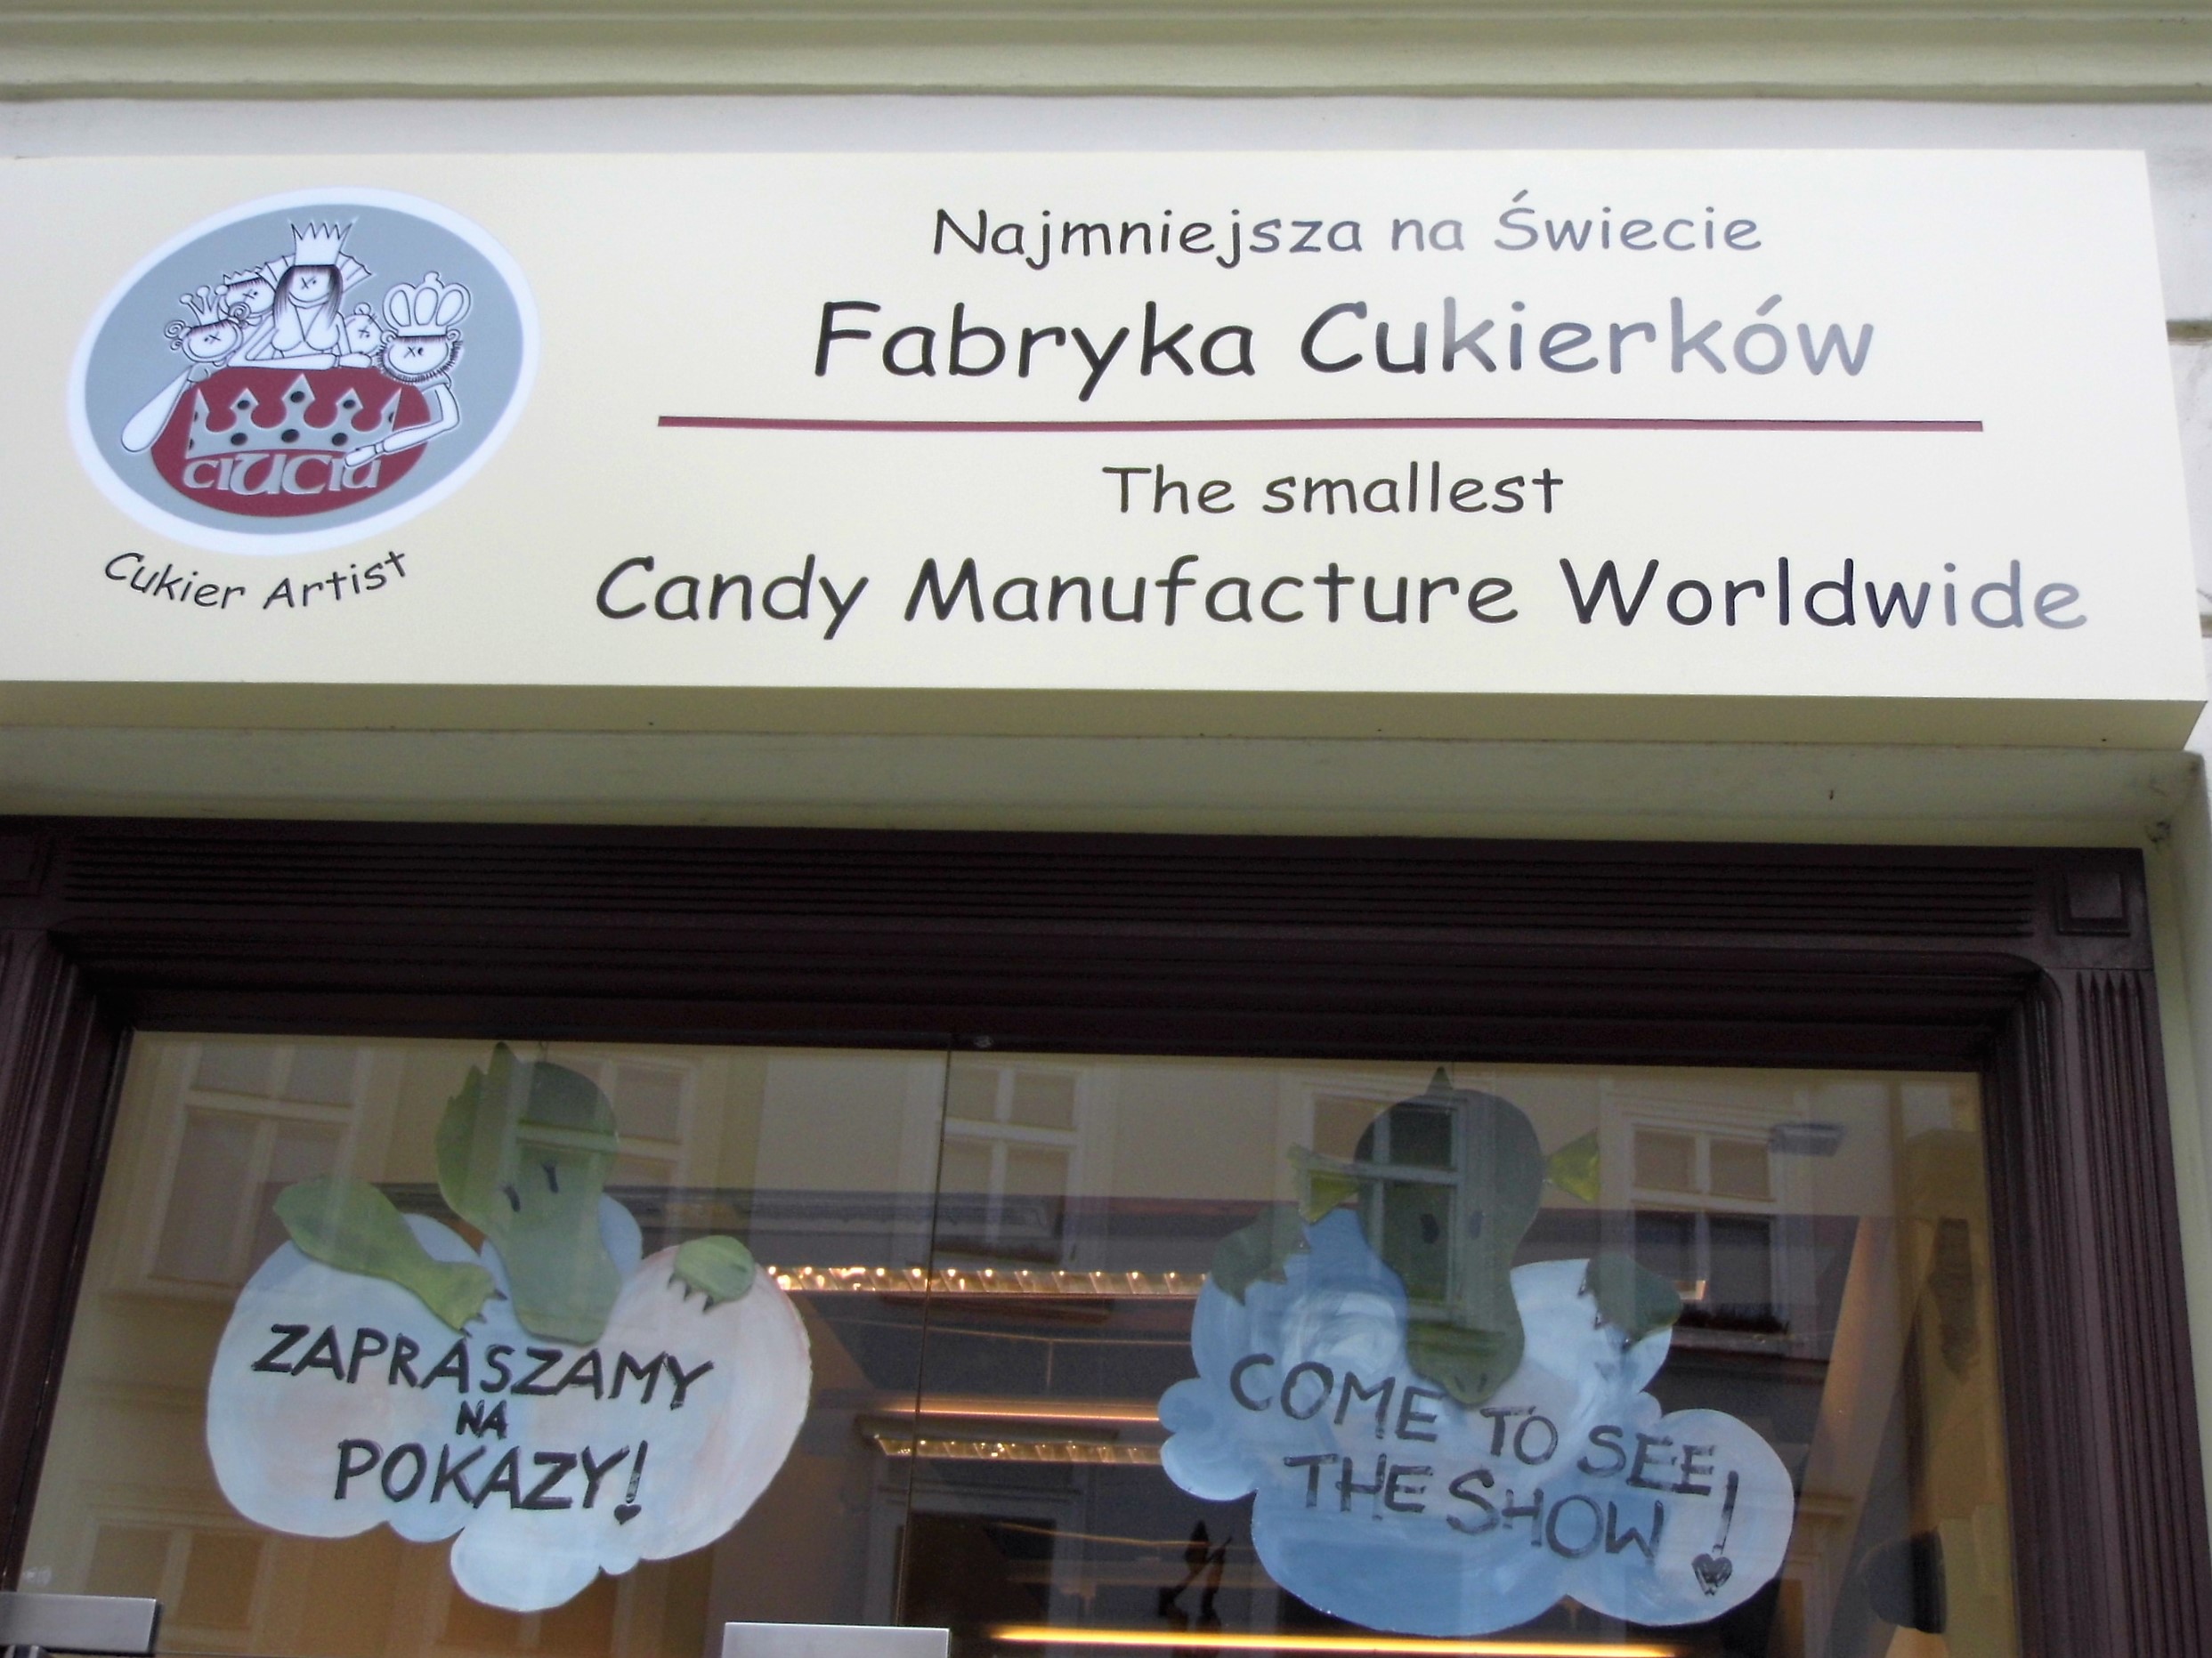 ciuciu
Cukier Artist
Najmniejsza na Świecie
Fabryka Cukierków
The smallest
Candy Manufacture Worldwide
ZAPRASZAMY
NA
POKAZY!
COME TO SEE
THE SHOW!